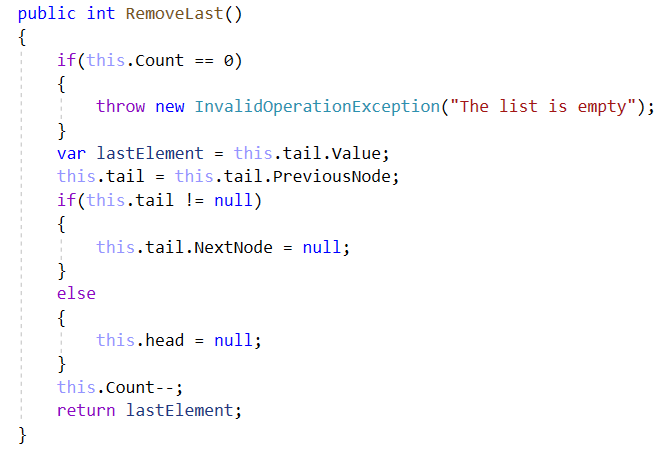 public int RemoveLast()
{
    if(this.Count == 0)
    {
        throw new InvalidOperationException("The list is empty");
    }
    var lastElement = this.tail.Value;
    this.tail = this.tail.PreviousNode;
    if(this.tail != null)
    {
        this.tail.NextNode = null;
    }
    else
    {
        this.head = null;
    }
    this.Count--;
    return lastElement;
}